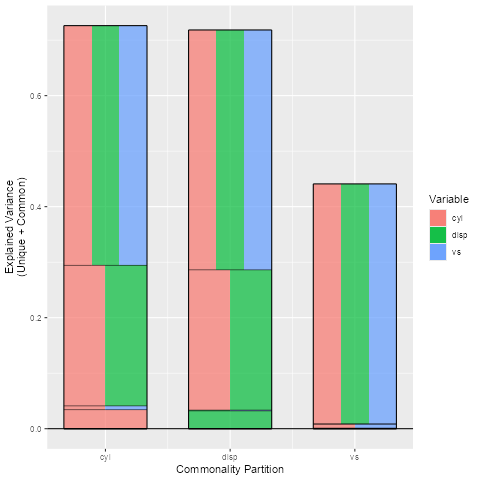 Explained Variance
(Unique + Common)
0.6
0.4
0.2
0.0
cyl
disp
vs
Commonality Partition
Variable
cyl
disp
vs